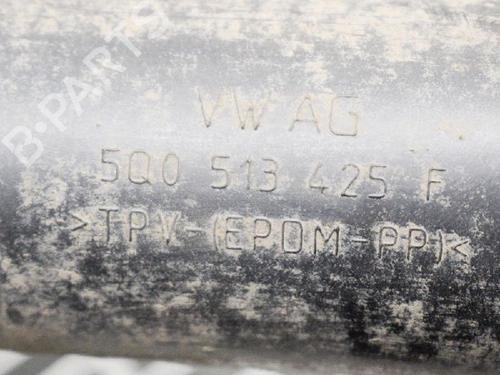 B-PARTS
VW AG
5Q0 513 425 F
>TPV-(EPDM-PP)<